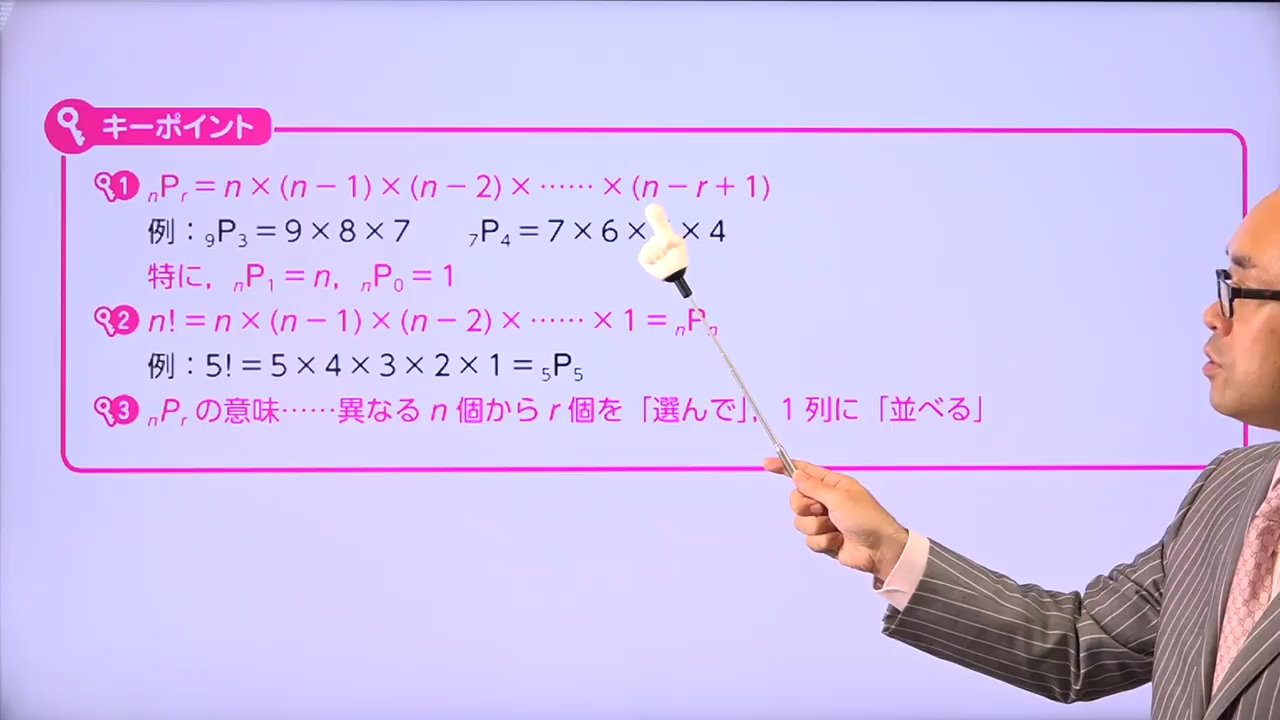 キーポイント
1 nPr = n × (n − 1) × (n − 2) × …… × (n − r + 1)
例：9P3 = 9 × 8 × 7 7P4 = 7 × 6 × × 4
特に，nP1 = n，nP0 = 1
2 n! = n × (n − 1) × (n − 2) × …… × 1 = nPn
例：5! = 5 × 4 × 3 × 2 × 1 = 5P5
3 nPr の意味……異なる n 個から r 個を「選んで」，1 列に「並べる」